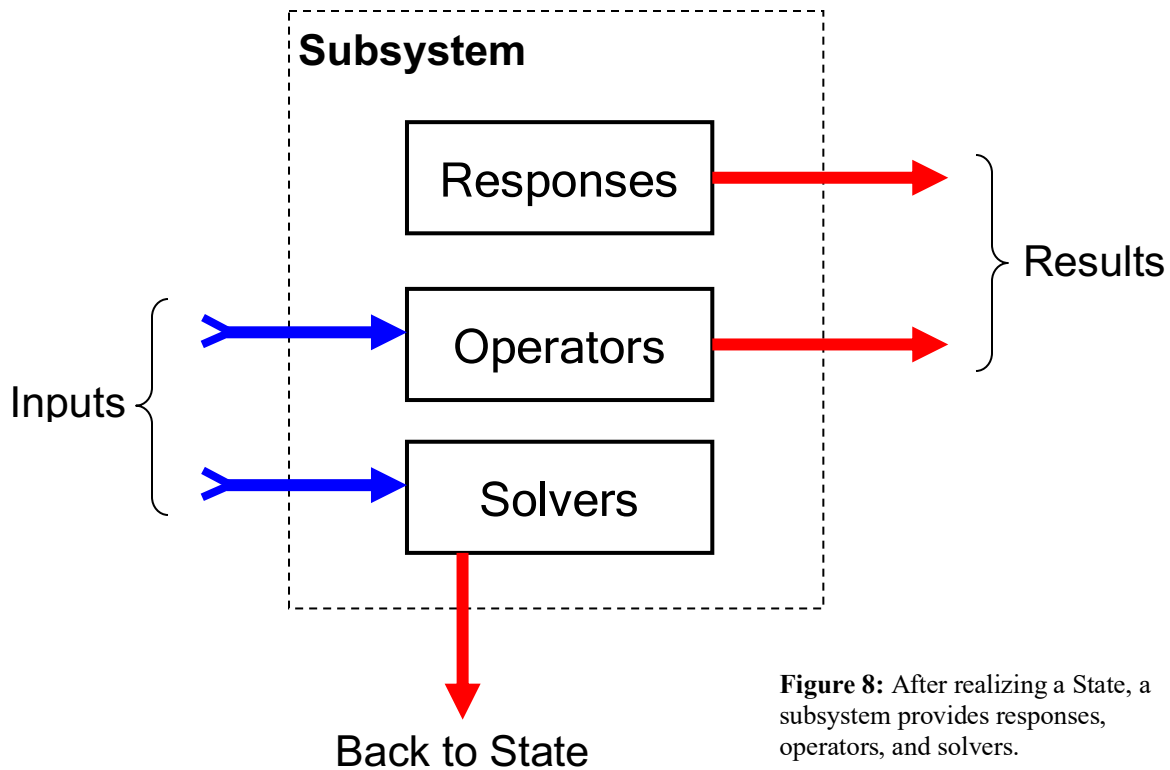 Subsystem
Responses
Results
Operators
Inputs
Solvers
Back to State
Figure 8: After realizing a State, a
subsystem provides responses,
operators, and solvers.